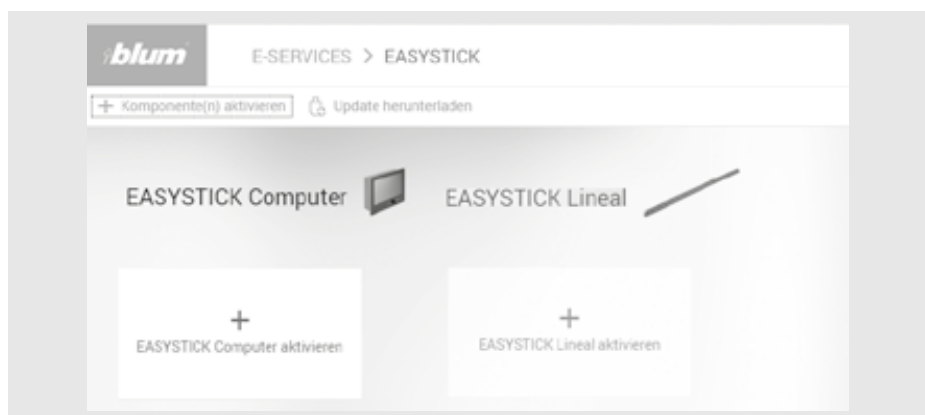 blum
E-SERVICES > EASYSTICK
+ Komponente(n) aktivieren Update herunterladen
EASYSTICK Computer
EASYSTICK Lineal
+
EASYSTICK Computer aktivieren
+
EASYSTICK Lineal aktivieren